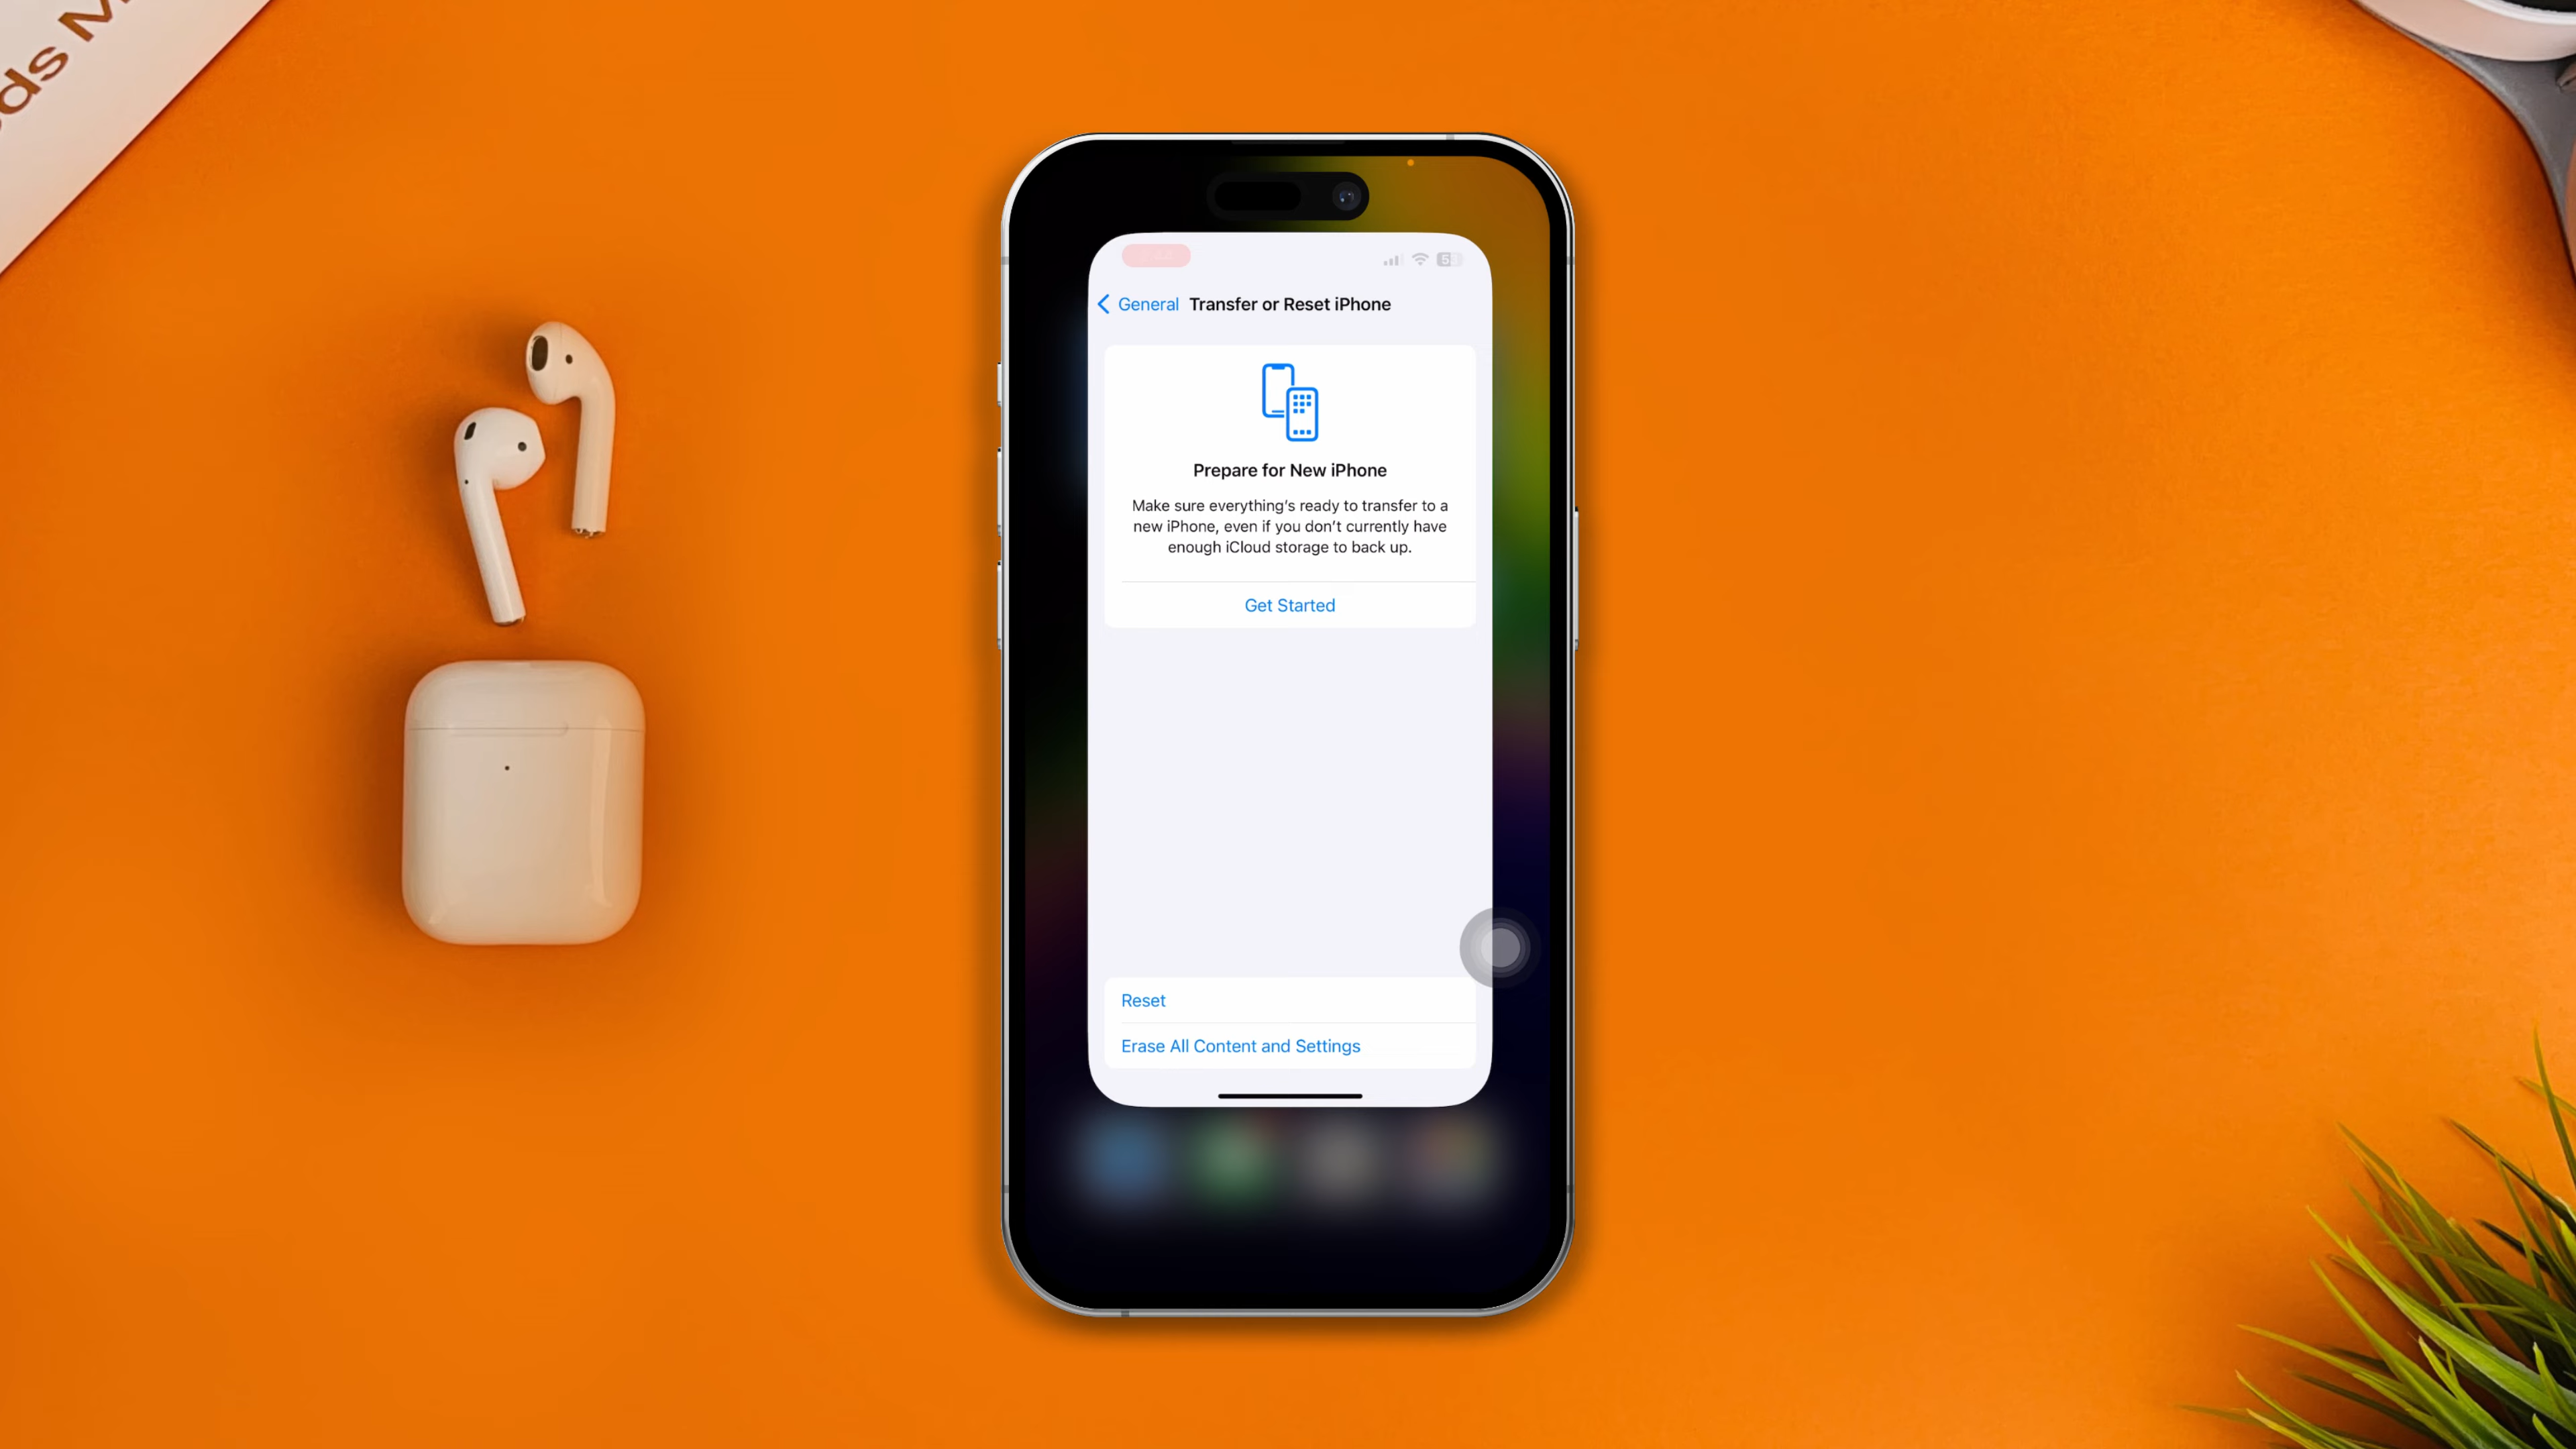 ds M
General Transfer or Reset iPhone
Prepare for New iPhone
Make sure everything's ready to transfer to a
new iPhone, even if you don't currently have
enough iCloud storage to back up.
Get Started
Reset
Erase All Content and Settings